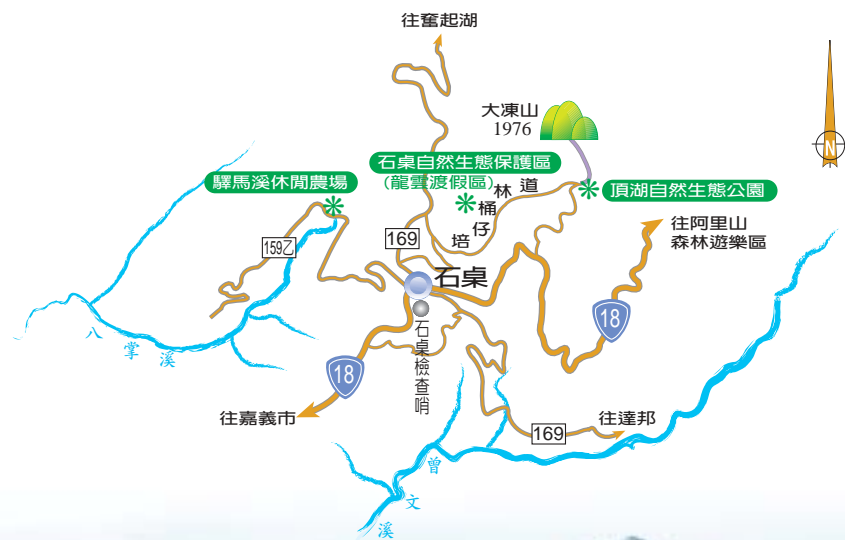 往奮起湖
大凍山
1976
N
石桌自然生態保護區
(龍雲渡假區)
驛馬溪休閒農場
頂湖自然生態公園
培仔桶林道
往阿里山
森林遊樂區
159乙
169
石桌
18
石桌檢查哨
八掌溪
18
往嘉義市
169
往達邦
曾文溪